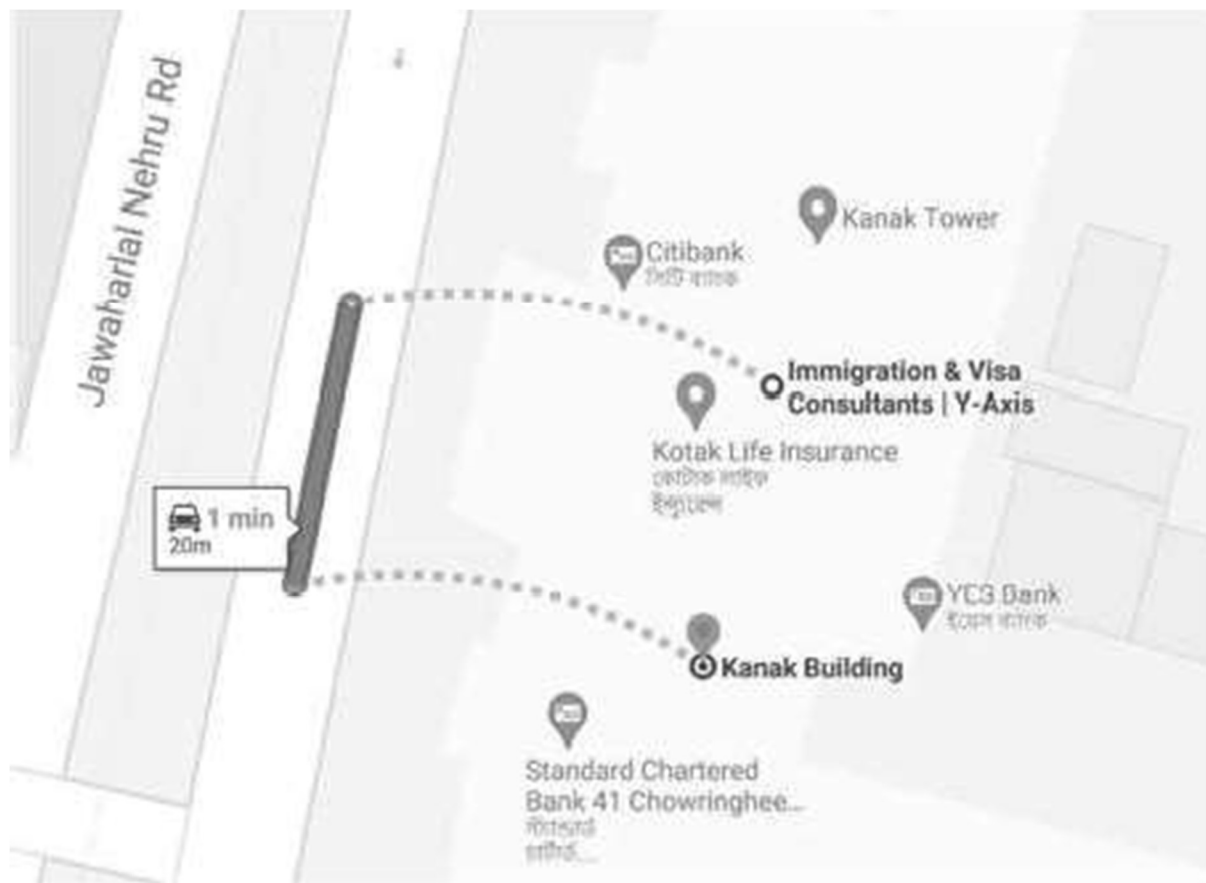 Jawaharlal Nehru Rd
Kanak Tower
Citibank
সিটি ব্যাংক
Immigration & Visa
Consultants | Y-Axis
Kotak Life Insurance
কোটাক লাইফ
1 min
20m
Bank
Kanak Building
Standard Chartered
Bank 41 Chowringhee...